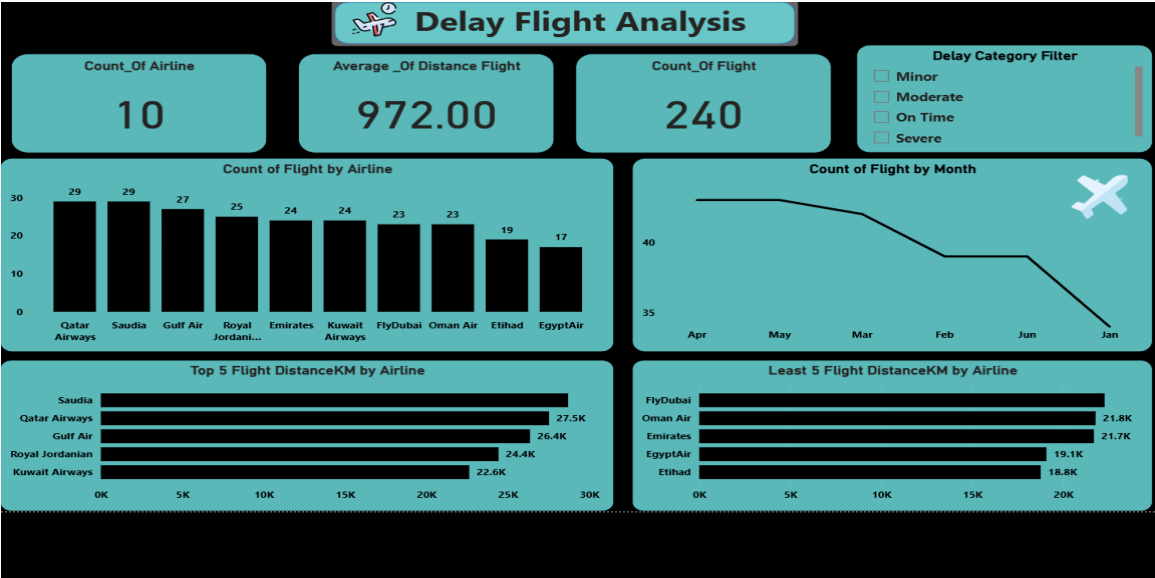 Delay Flight Analysis
Count_Of Airline
10
Average _Of Distance Flight
972.00
Count_Of Flight
240
Delay Category Filter
Minor
Moderate
On Time
Severe
Count of Flight by Airline
30
20
10
0
29
29
27
25
24
24
23
23
19
17
Qatar Airways
Saudia
Gulf Air
Royal Jordani...
Emirates
Kuwait Airways
FlyDubai
Oman Air
Etihad
EgyptAir
Count of Flight by Month
40
35
Apr
May
Mar
Feb
Jun
Jan
Top 5 Flight DistanceKM by Airline
Saudia
Qatar Airways 27.5K
Gulf Air 26.4K
Royal Jordanian 24.4K
Kuwait Airways 22.6K
0K 5K 10K 15K 20K 25K 30K
Least 5 Flight DistanceKM by Airline
FlyDubai
Oman Air 21.8K
Emirates 21.7K
EgyptAir 19.1K
Etihad 18.8K
0K 5K 10K 15K 20K